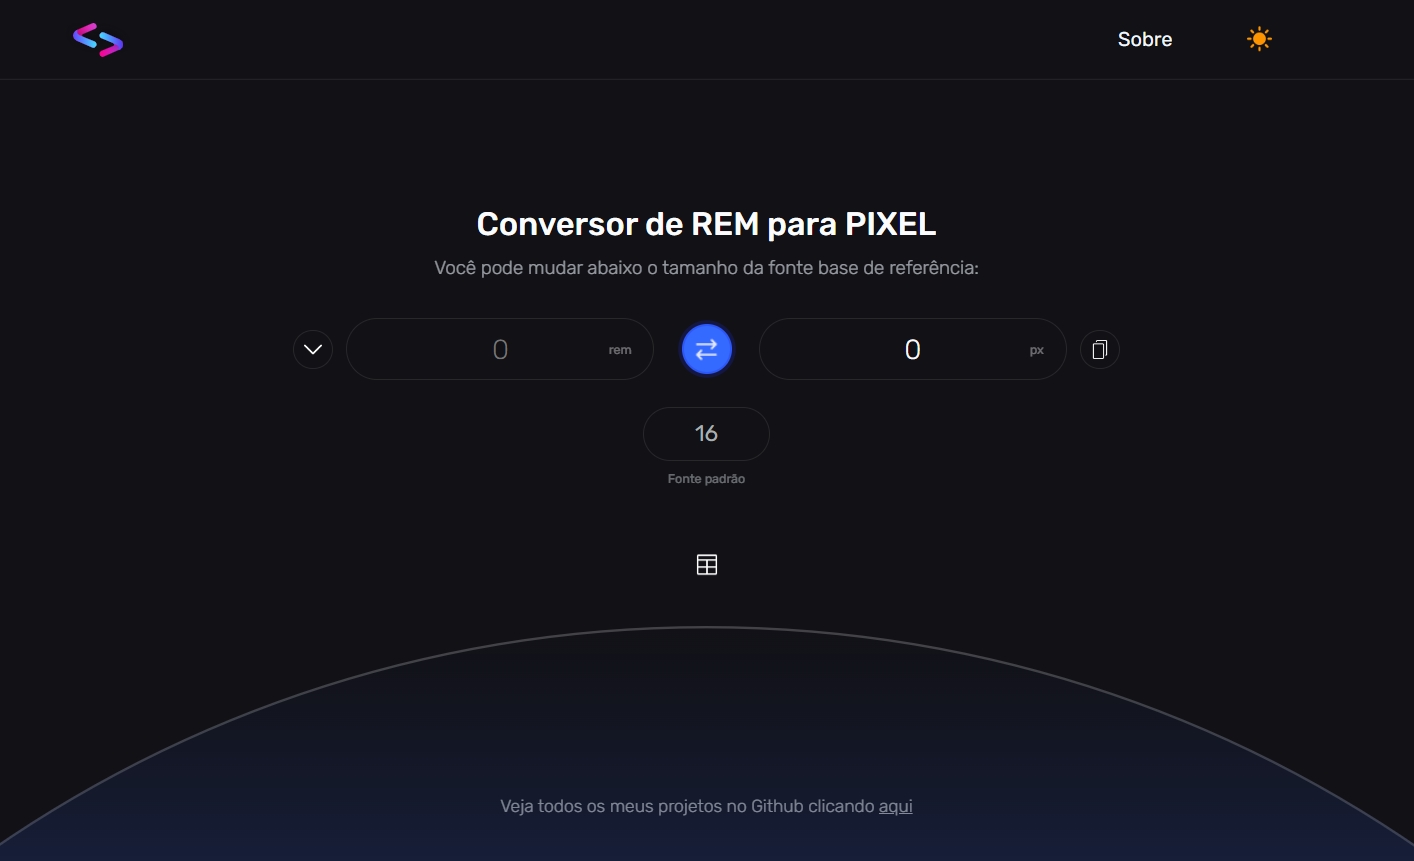 Sobre
Conversor de REM para PIXEL
Você pode mudar abaixo o tamanho da fonte base de referência:
0 rem 0 px
16
Fonte padrão
Veja todos os meus projetos no Github clicando aqui